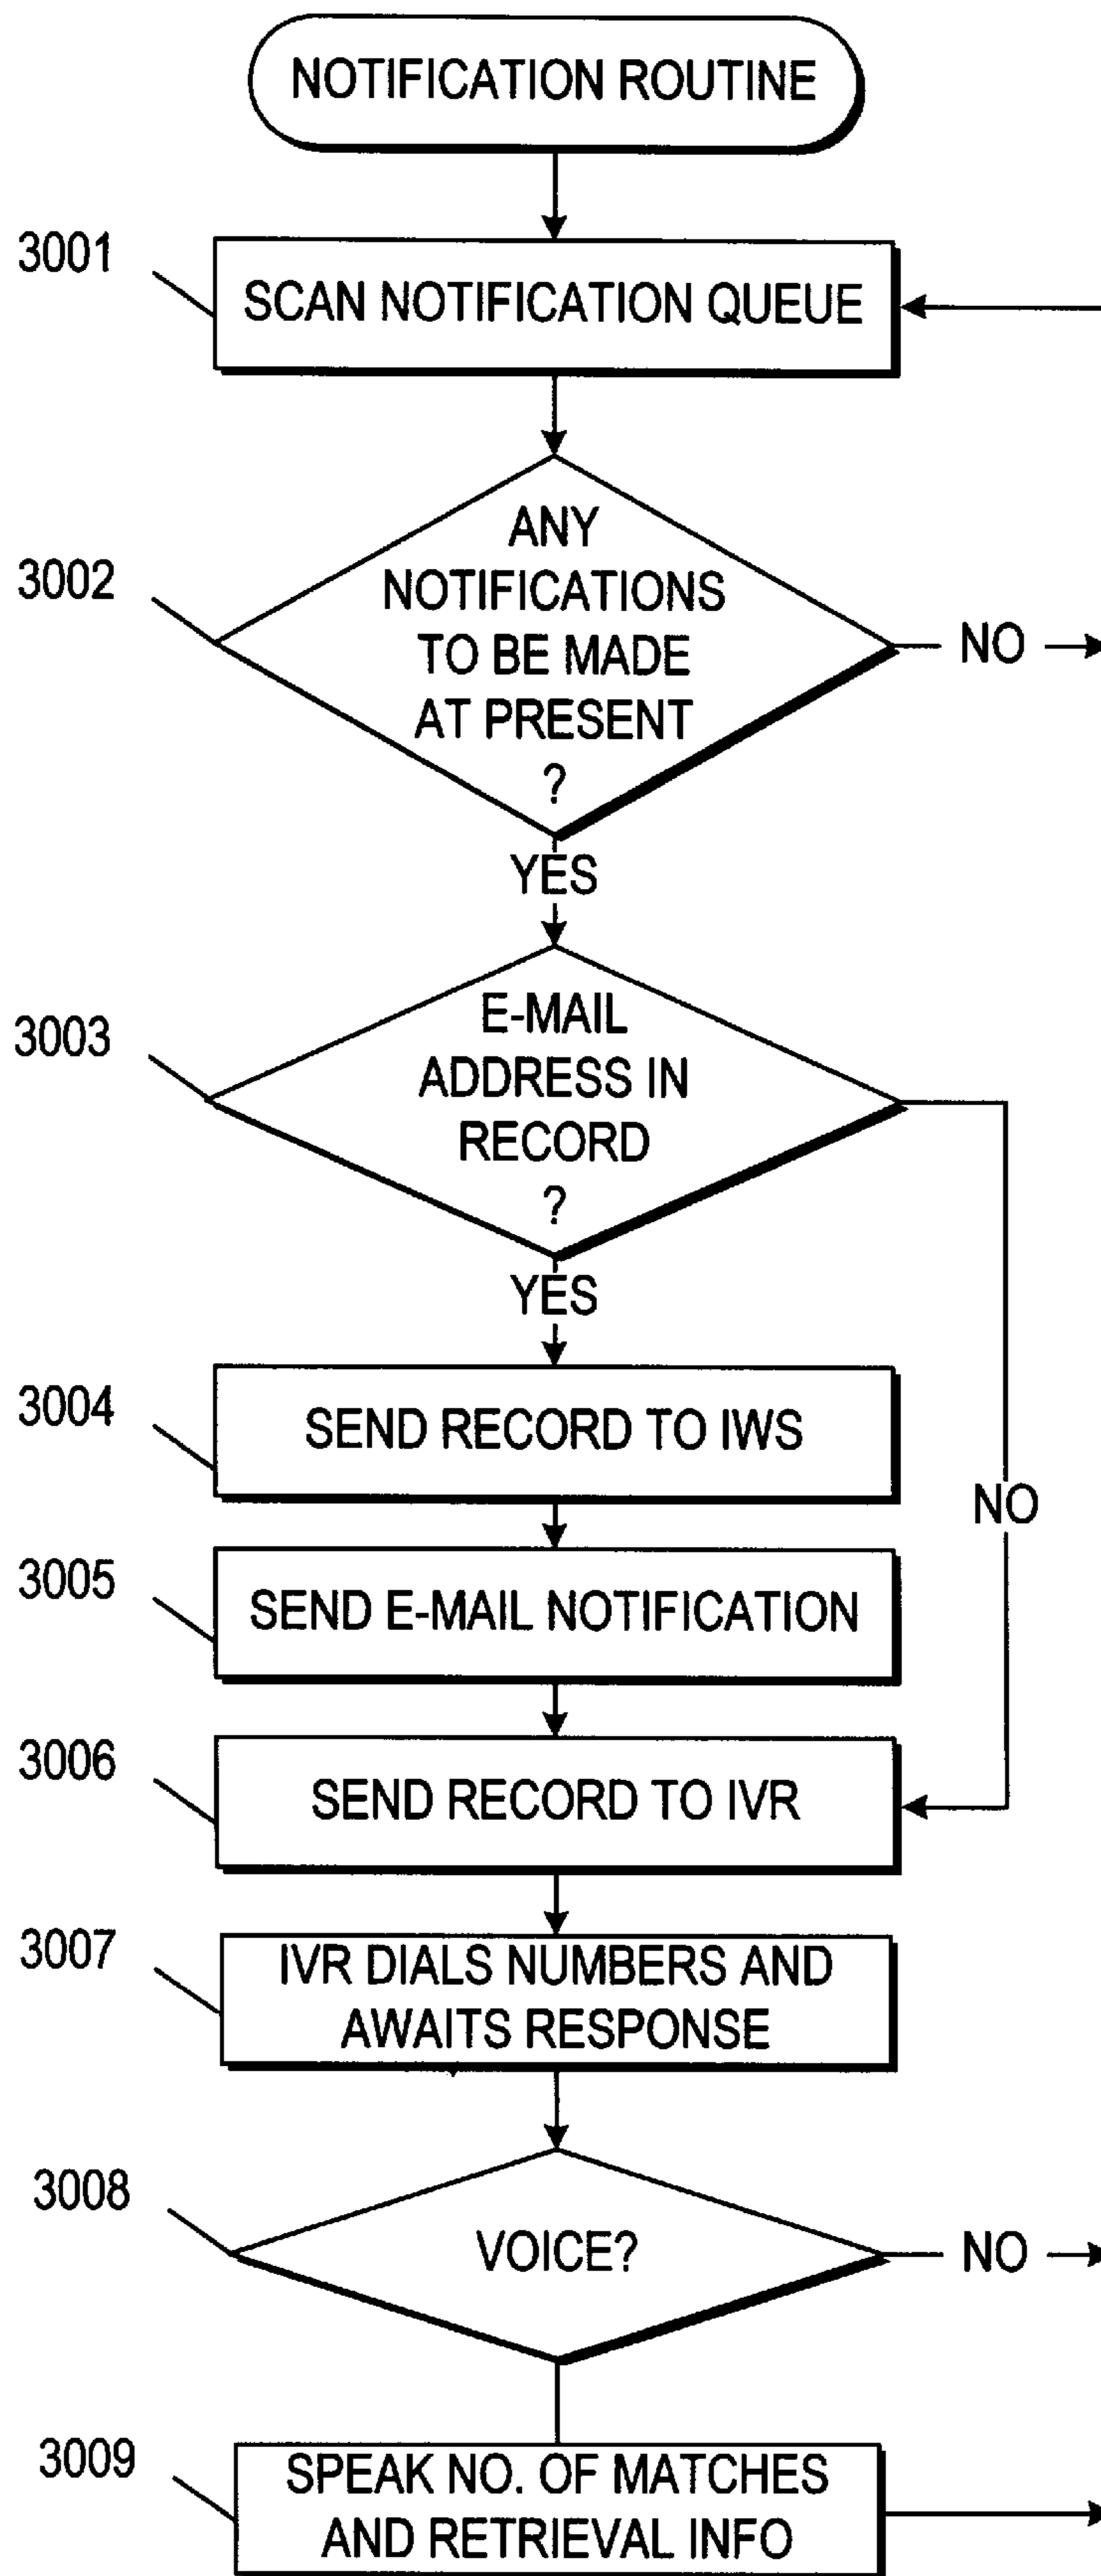 NOTIFICATION ROUTINE
3001
SCAN NOTIFICATION QUEUE
3002
ANY
NOTIFICATIONS
TO BE MADE
AT PRESENT
?
NO
YES
3003
E-MAIL
ADDRESS IN
RECORD
?
YES
3004
SEND RECORD TO IWS
NO
3005
SEND E-MAIL NOTIFICATION
3006
SEND RECORD TO IVR
3007
IVR DIALS NUMBERS AND
AWAITS RESPONSE
3008
VOICE?
NO
3009
SPEAK NO. OF MATCHES
AND RETRIEVAL INFO